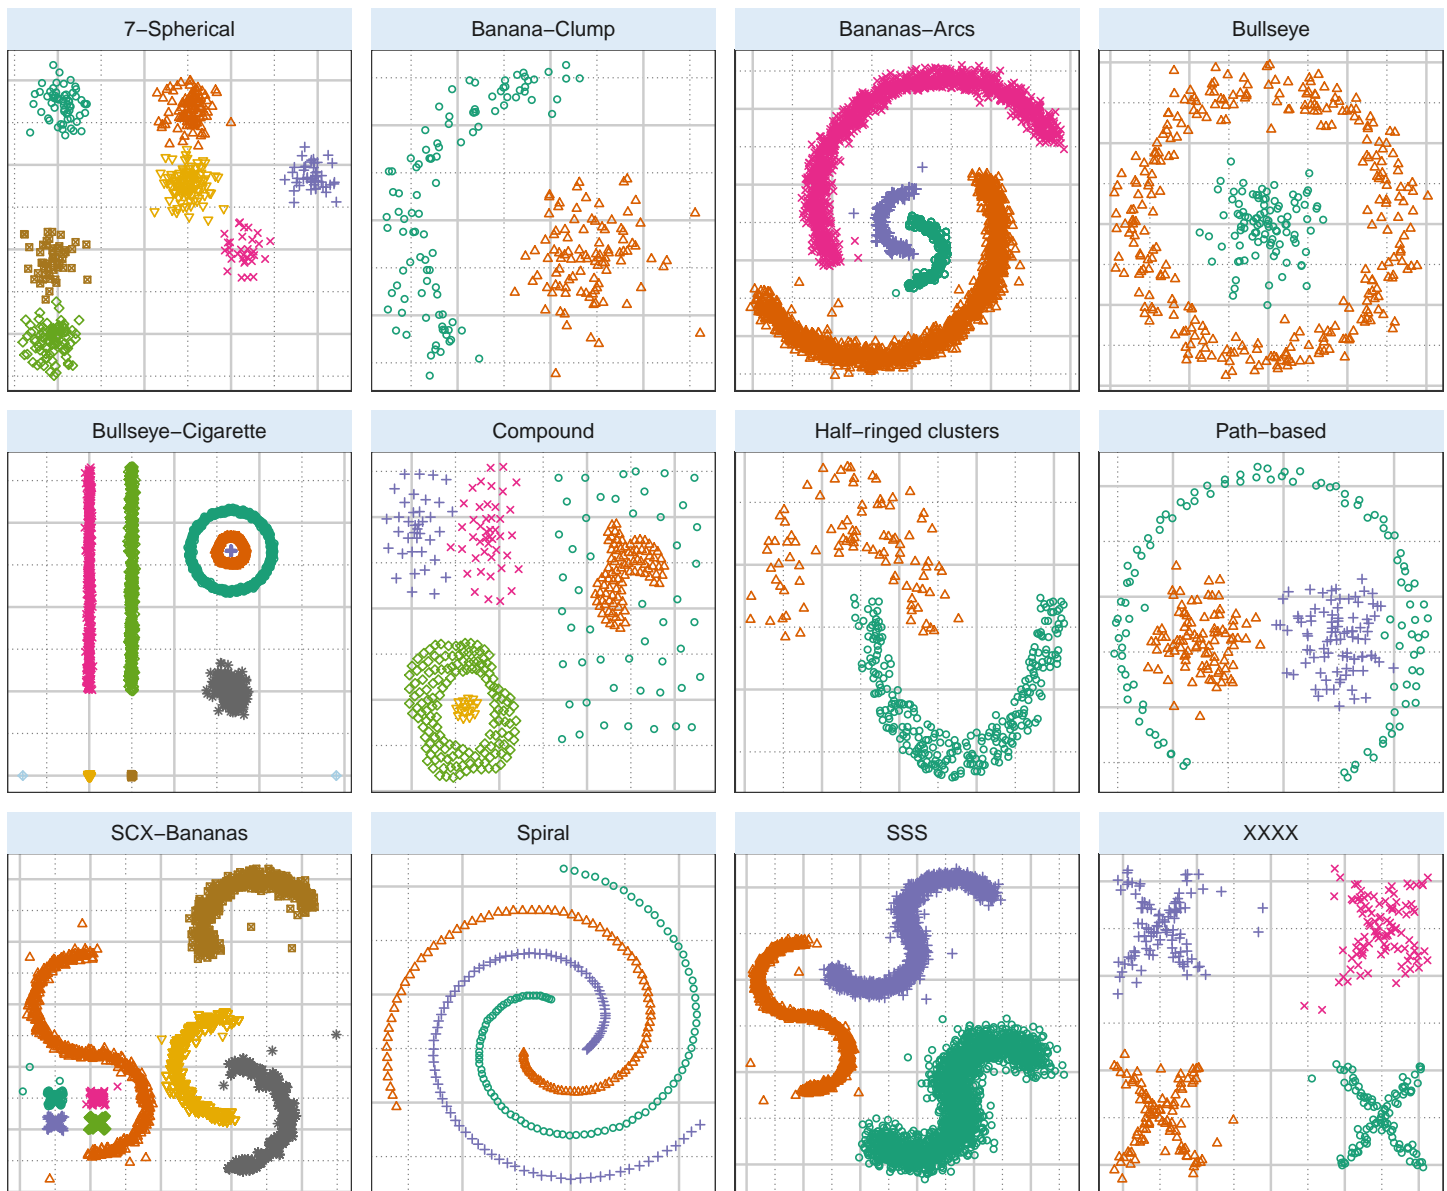 7−Spherical
Banana−Clump
Bananas−Arcs
Bullseye
Bullseye−Cigarette
Compound
Half−ringed clusters
Path−based
SCX−Bananas
Spiral
SSS
XXXX